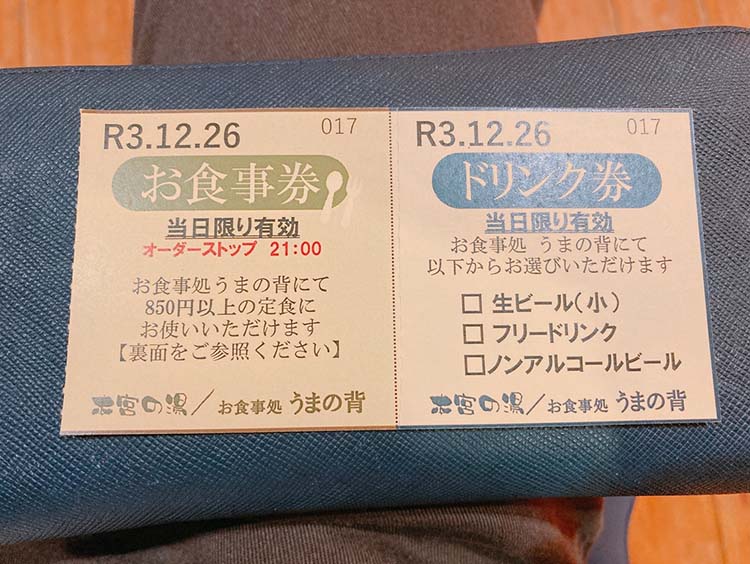 R3.12.26 017
お食事券
当日限り有効
オーダーストップ 21:00
お食事処うまの背にて
850円以上の定食に
お使いいただけます
【裏面をご参照ください】
の湯／お食事処 うまの背
R3.12.26 017
ドリンク券
当日限り有効
お食事処 うまの背にて
以下からお選びいただけます
□ 生ビール(小)
□ フリードリンク
□ノンアルコールビール
の湯／お食事処 うまの背